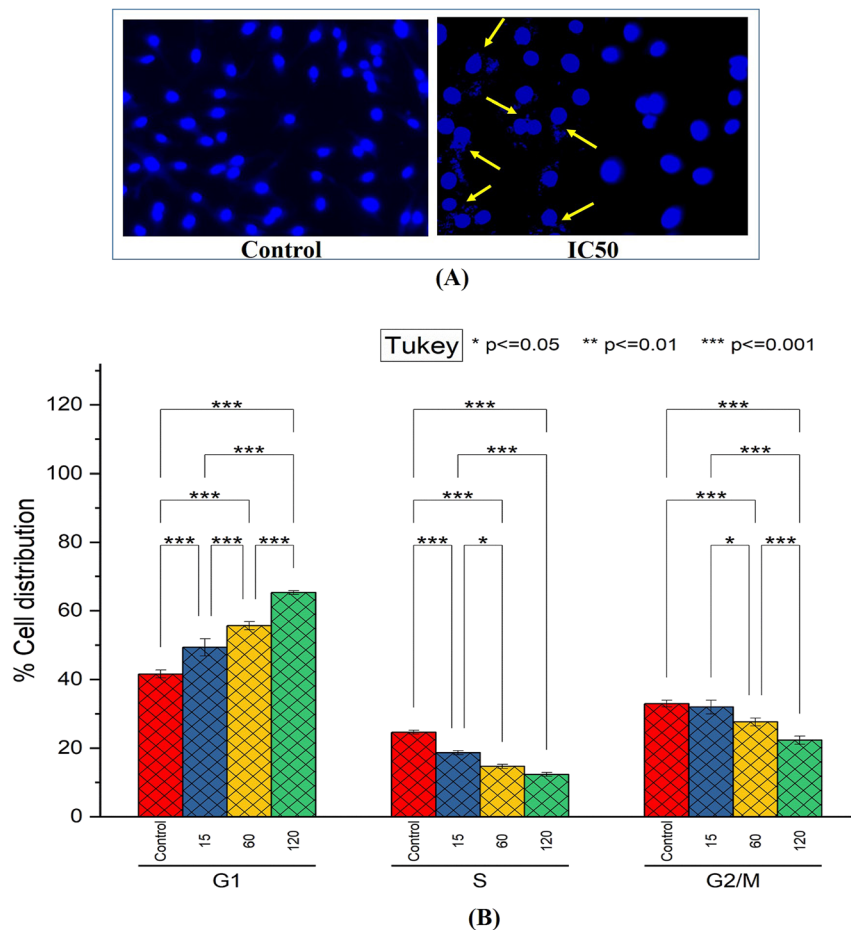 Control IC50
(A)
Tukey * p<=0.05 ** p<=0.01 *** p<=0.001
% Cell distribution
120
100
80
60
40
20
0
*** *** ***
*** *** ***
*** *** ***
*** *** *** *** * * ***
Control 15 60 120 Control 15 60 120 Control 15 60 120
G1 S G2/M
(B)